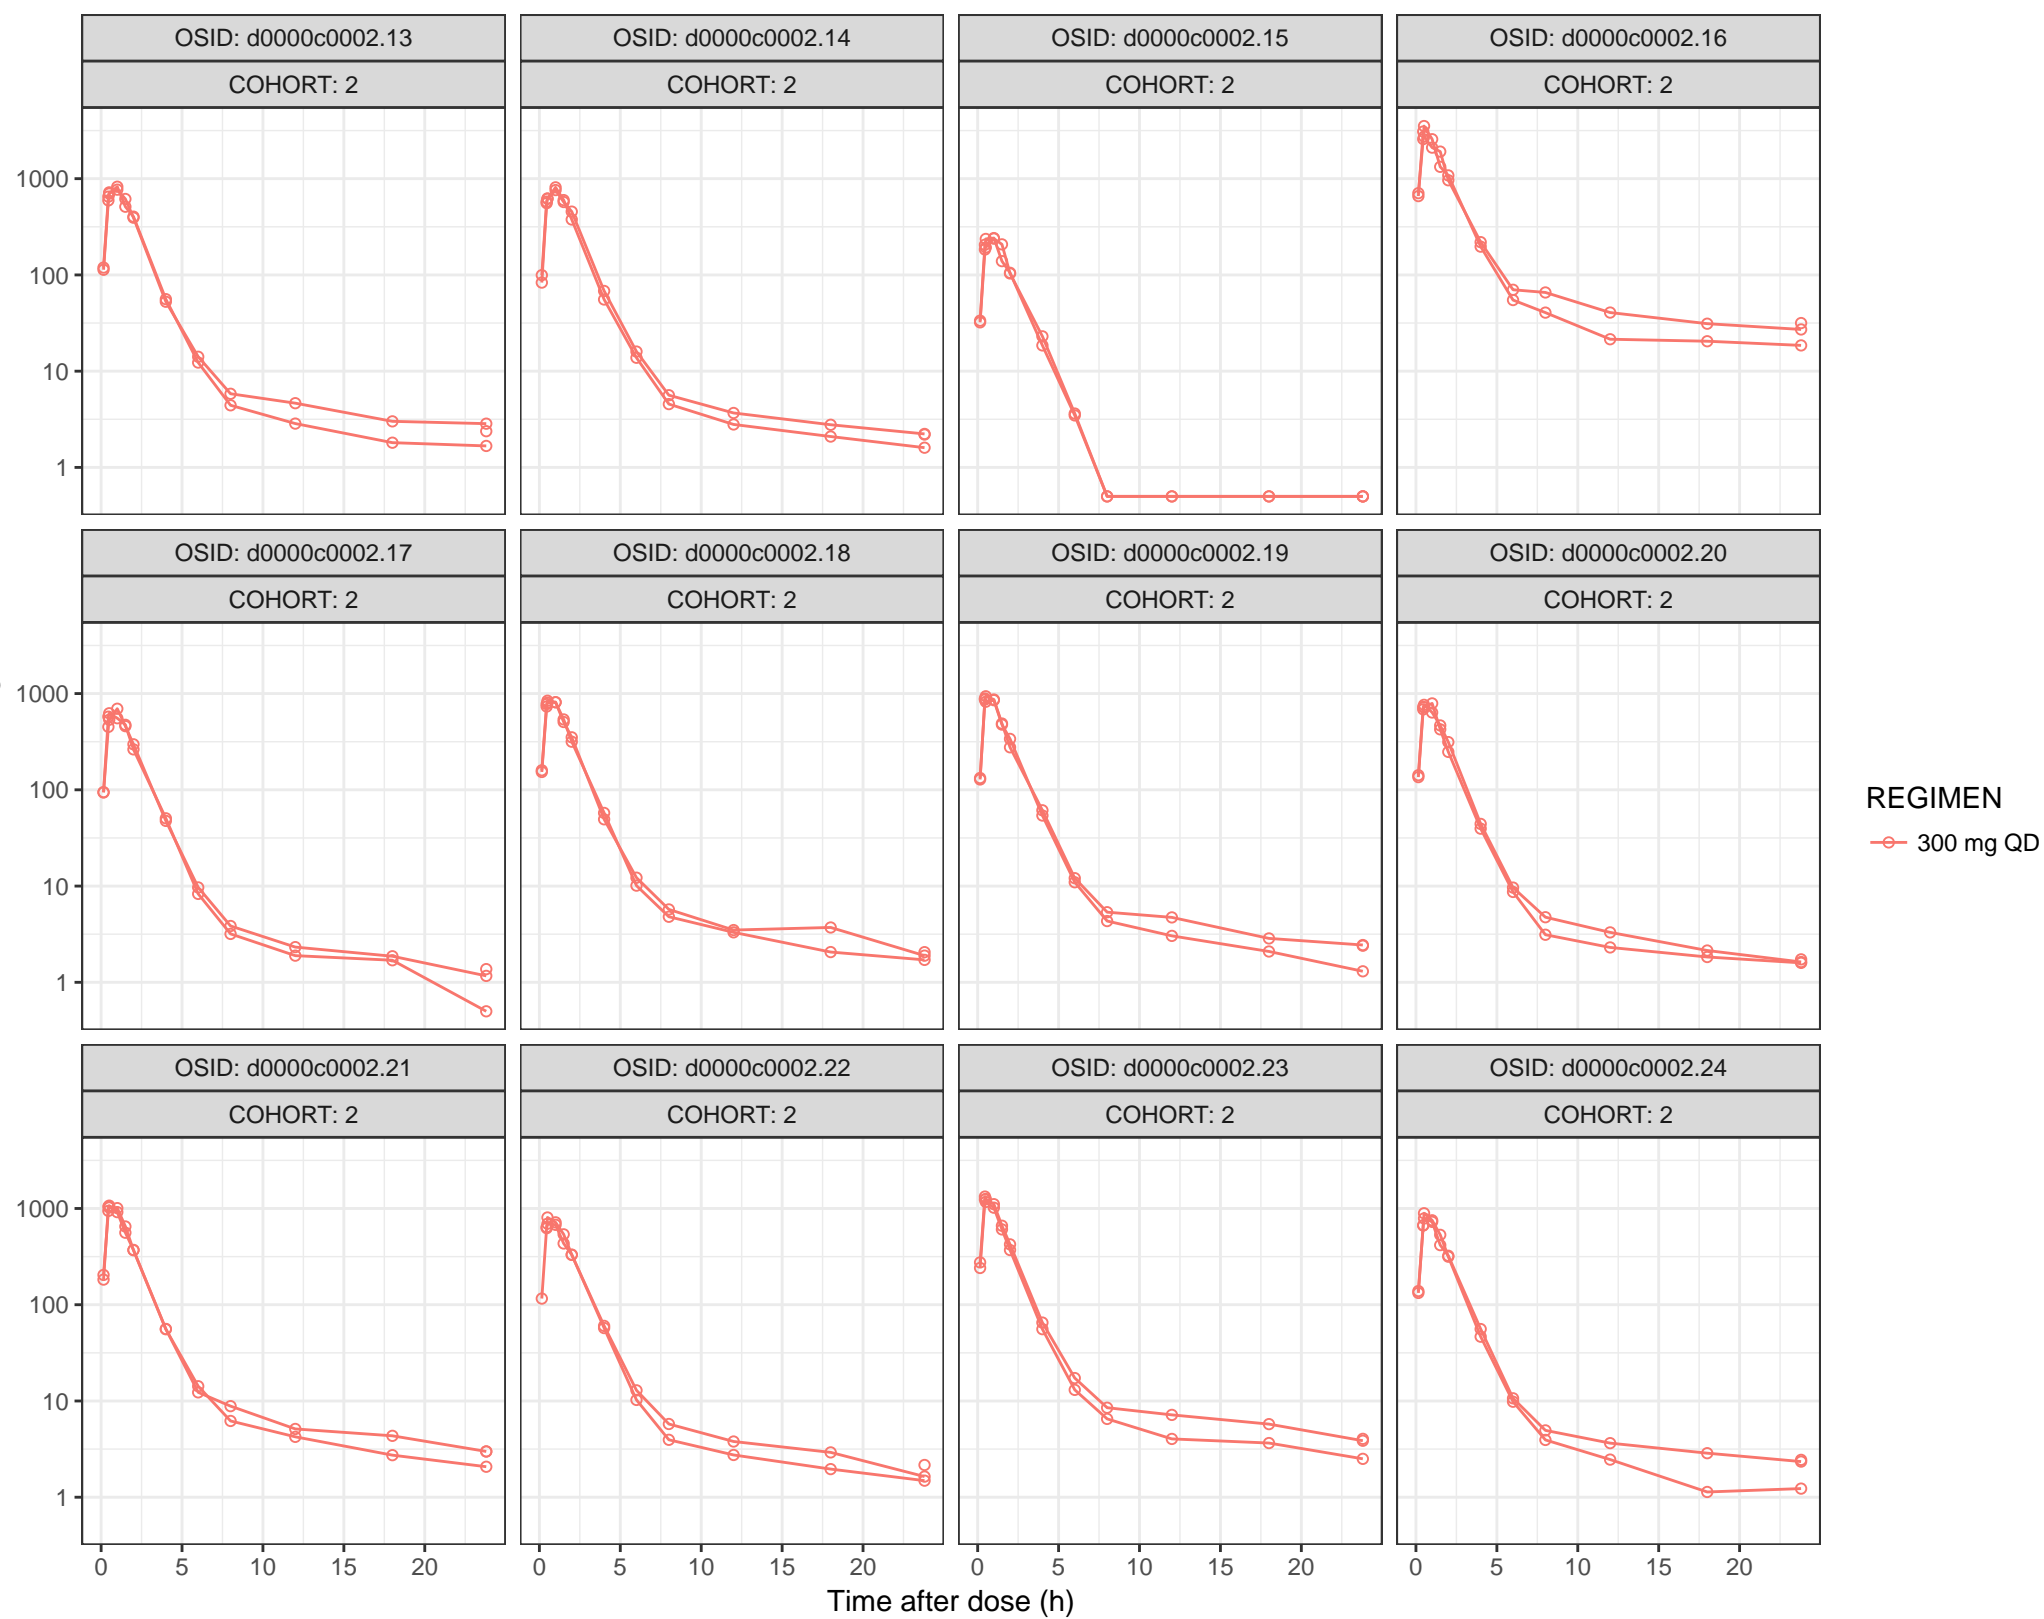 OSID: d0000c0002.13 OSID: d0000c0002.14 OSID: d0000c0002.15 OSID: d0000c0002.16
COHORT: 2 COHORT: 2 COHORT: 2 COHORT: 2
1000
100
10
1
OSID: d0000c0002.17 OSID: d0000c0002.18 OSID: d0000c0002.19 OSID: d0000c0002.20
COHORT: 2 COHORT: 2 COHORT: 2 COHORT: 2
1000
100
10
1
REGIMEN
300 mg QD
OSID: d0000c0002.21 OSID: d0000c0002.22 OSID: d0000c0002.23 OSID: d0000c0002.24
COHORT: 2 COHORT: 2 COHORT: 2 COHORT: 2
1000
100
10
1
0 5 10 15 20 0 5 10 15 20 0 5 10 15 20 0 5 10 15 20
Time after dose (h)